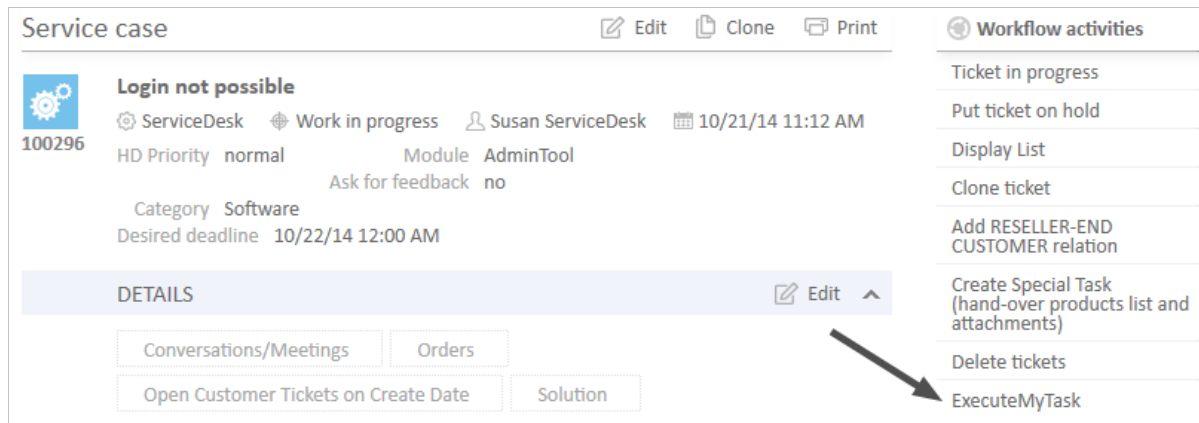 Service case
Edit Clone Print
Login not possible
ServiceDesk Work in progress Susan ServiceDesk 10/21/14 11:12 AM
100296
HD Priority normal Module AdminTool
Ask for feedback no
Category Software
Desired deadline 10/22/14 12:00 AM
DETAILS Edit
Conversations/Meetings Orders
Open Customer Tickets on Create Date Solution
Workflow activities
Ticket in progress
Put ticket on hold
Display List
Clone ticket
Add RESELLER-END
CUSTOMER relation
Create Special Task
(hand-over products list and
attachments)
Delete tickets
ExecuteMyTask